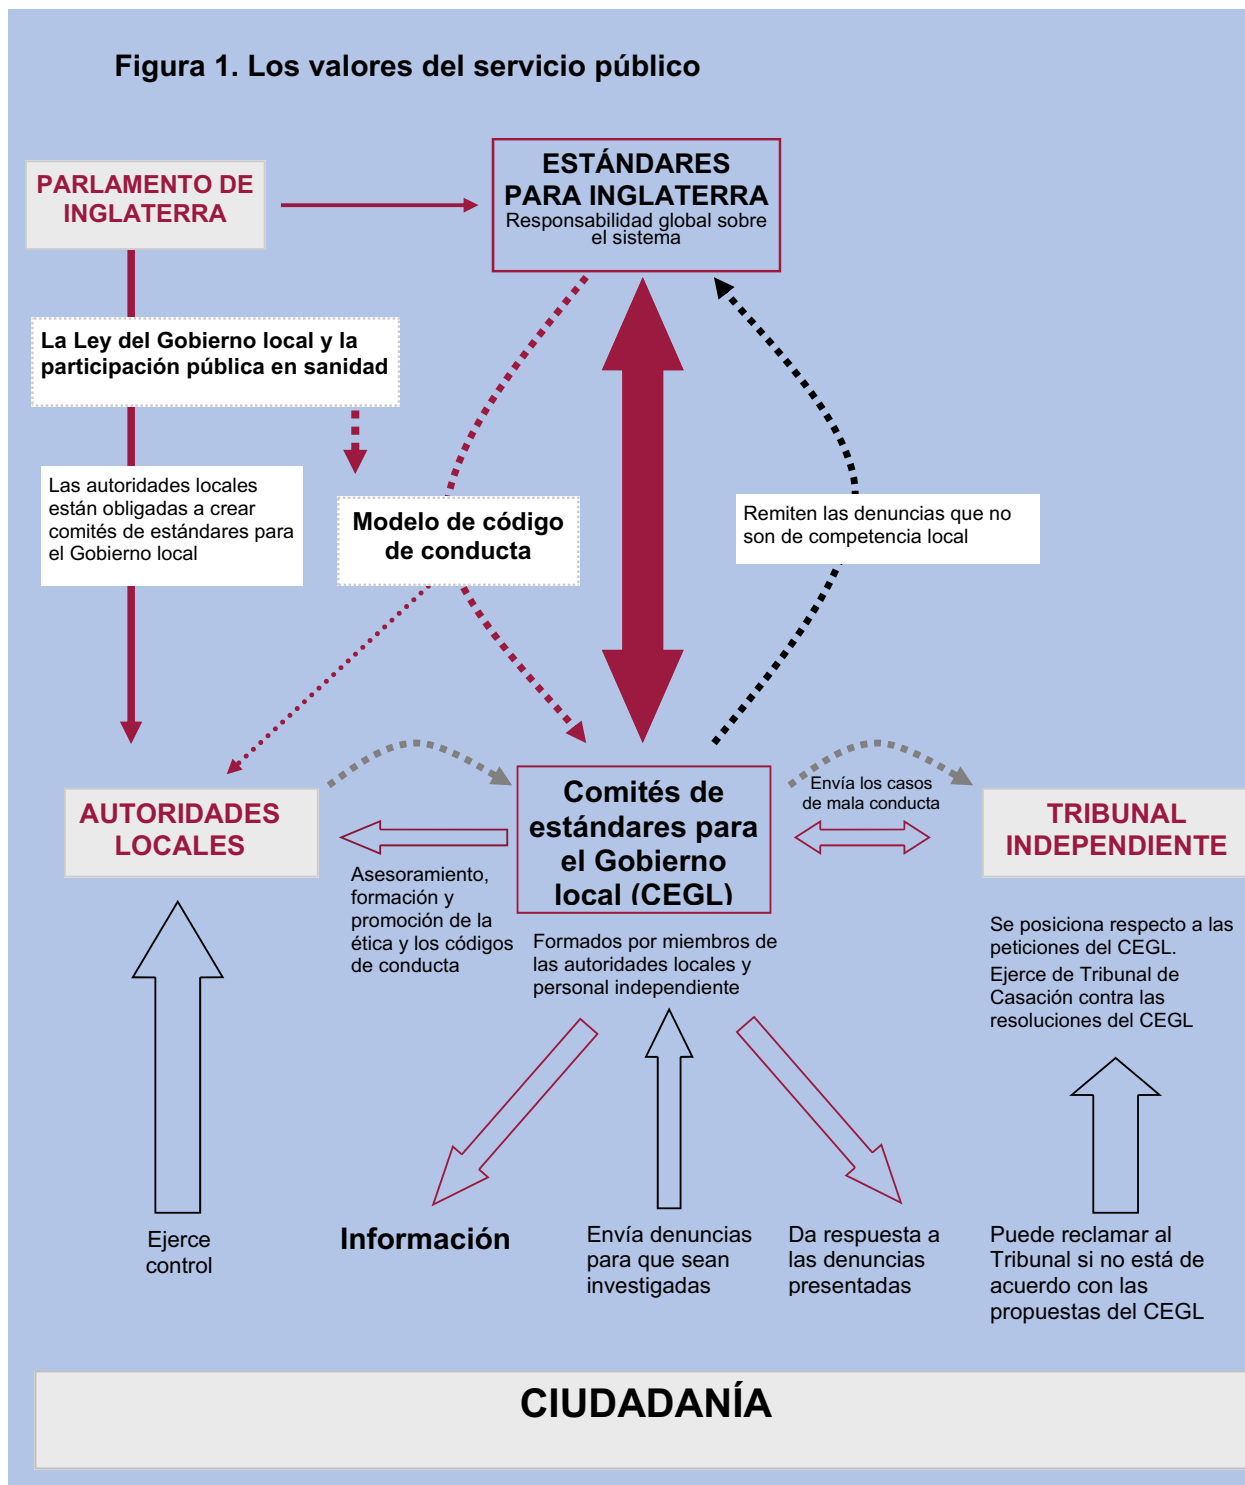 Figura 1. Los valores del servicio público
ESTÁNDARES
PARA INGLATERRA
Responsabilidad global sobre
el sistema
PARLAMENTO DE
INGLATERRA
La Ley del Gobierno local y la
participación pública en sanidad
Las autoridades locales
están obligadas a crear
comités de estándares para
el Gobierno local
Modelo de código
de conducta
Remiten las denuncias que no
son de competencia local
AUTORIDADES
LOCALES
Asesoramiento,
formación y
promoción de la
ética y los códigos
de conducta
Comités de
estándares para
el Gobierno
local (CEGL)
Formados por miembros de
las autoridades locales y
personal independiente
Envía los casos
de mala conducta
TRIBUNAL
INDEPENDIENTE
Se posiciona respecto a las
peticiones del CEGL.
Ejerce de Tribunal de
Casación contra las
resoluciones del CEGL
Ejerce
control
Información
Envía denuncias
para que sean
investigadas
Da respuesta a
las denuncias
presentadas
Puede reclamar al
Tribunal si no está de
acuerdo con las
propuestas del CEGL
CIUDADANÍA